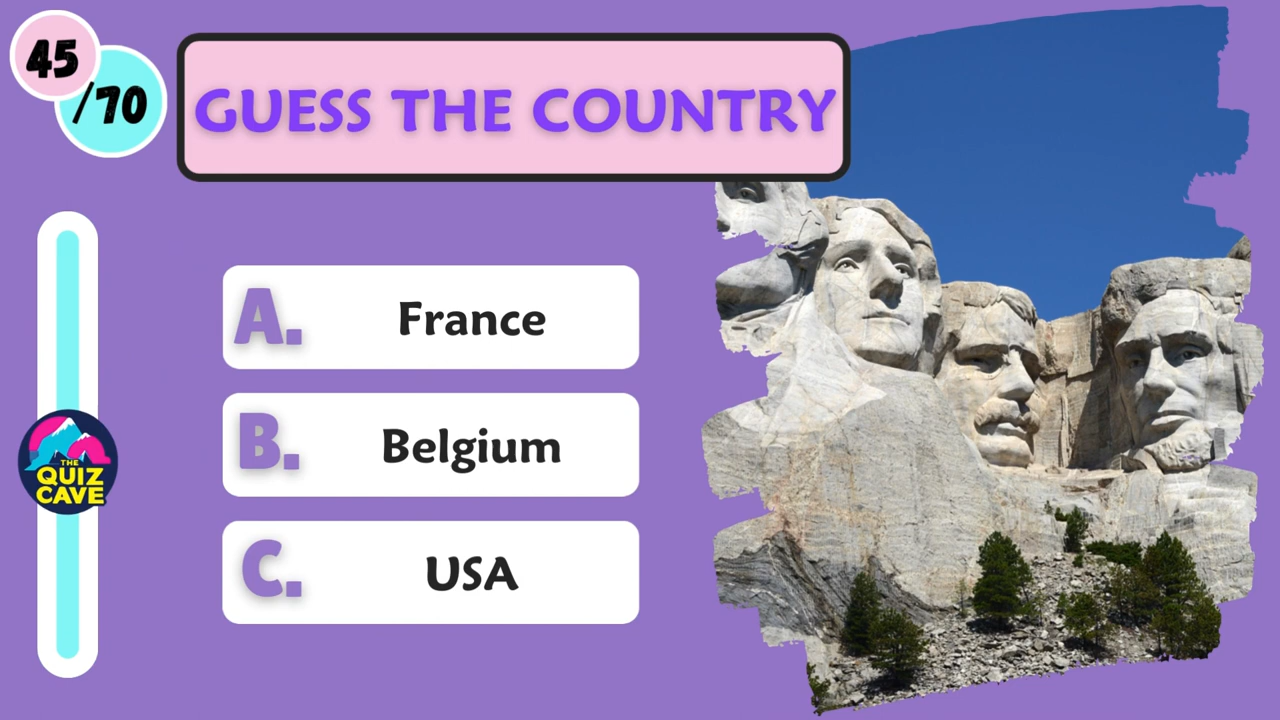 45
/70
GUESS THE COUNTRY
A. France
B. Belgium
C. USA
THE
QUIZ
CAVE